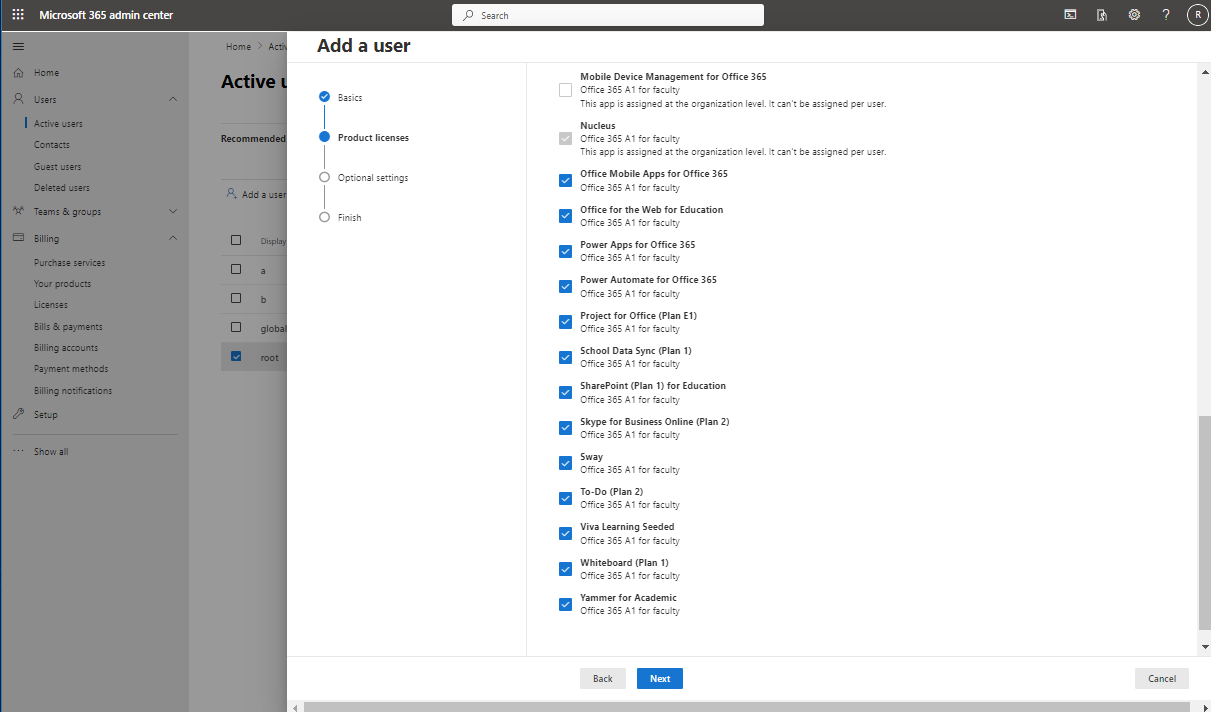 Microsoft 365 admin center
Search
R
Home
Users
Active users
Contacts
Guest users
Deleted users
Teams & groups
Billing
Purchase services
Your products
Licenses
Bills & payments
Billing accounts
Payment methods
Billing notifications
Setup
Show all
Home > Activ
Active u
Recommended
Add a user
Display
a
b
global
root
Add a user
Basics
Product licenses
Optional settings
Finish
Mobile Device Management for Office 365
Office 365 A1 for faculty
This app is assigned at the organization level. It can't be assigned per user.
Nucleus
Office 365 A1 for faculty
This app is assigned at the organization level. It can't be assigned per user.
Office Mobile Apps for Office 365
Office 365 A1 for faculty
Office for the Web for Education
Office 365 A1 for faculty
Power Apps for Office 365
Office 365 A1 for faculty
Power Automate for Office 365
Office 365 A1 for faculty
Project for Office (Plan E1)
Office 365 A1 for faculty
School Data Sync (Plan 1)
Office 365 A1 for faculty
SharePoint (Plan 1) for Education
Office 365 A1 for faculty
Skype for Business Online (Plan 2)
Office 365 A1 for faculty
Sway
Office 365 A1 for faculty
To-Do (Plan 2)
Office 365 A1 for faculty
Viva Learning Seeded
Office 365 A1 for faculty
Whiteboard (Plan 1)
Office 365 A1 for faculty
Yammer for Academic
Office 365 A1 for faculty
Back
Next
Cancel